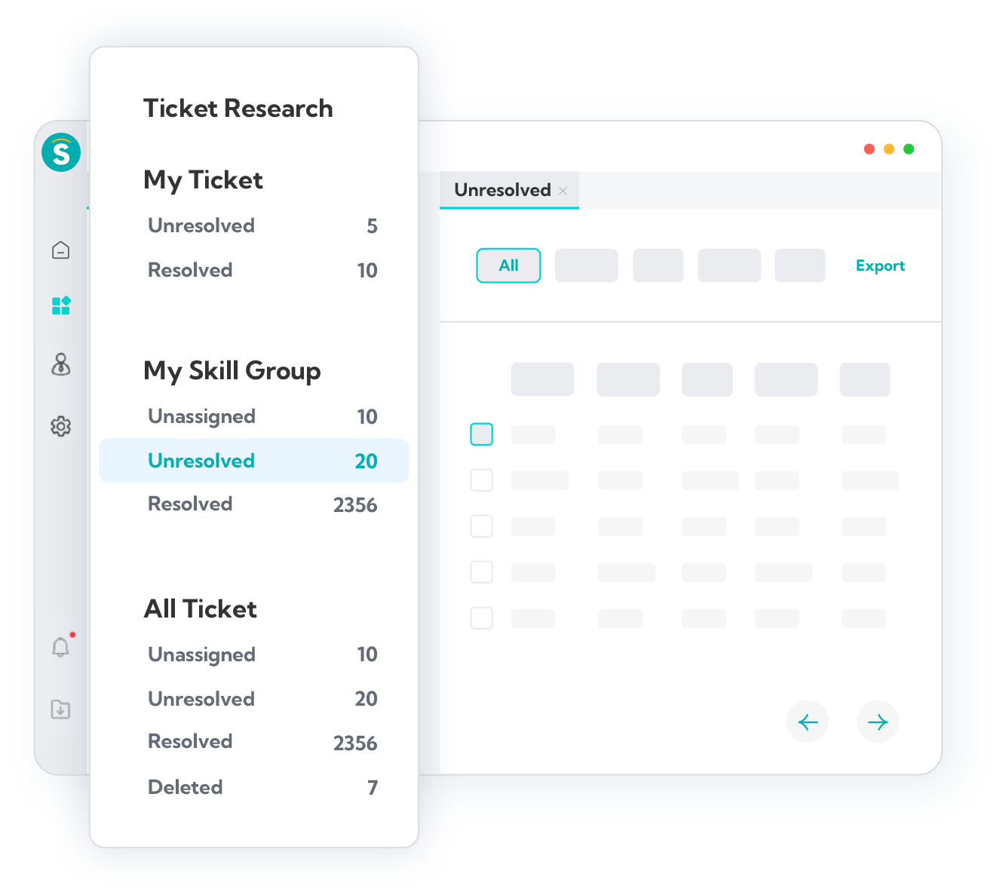 Ticket Research
My Ticket
Unresolved 5
Resolved 10
My Skill Group
Unassigned 10
Unresolved 20
Resolved 2356
All Ticket
Unassigned 10
Unresolved 20
Resolved 2356
Deleted 7
S
Unresolved
All
Export